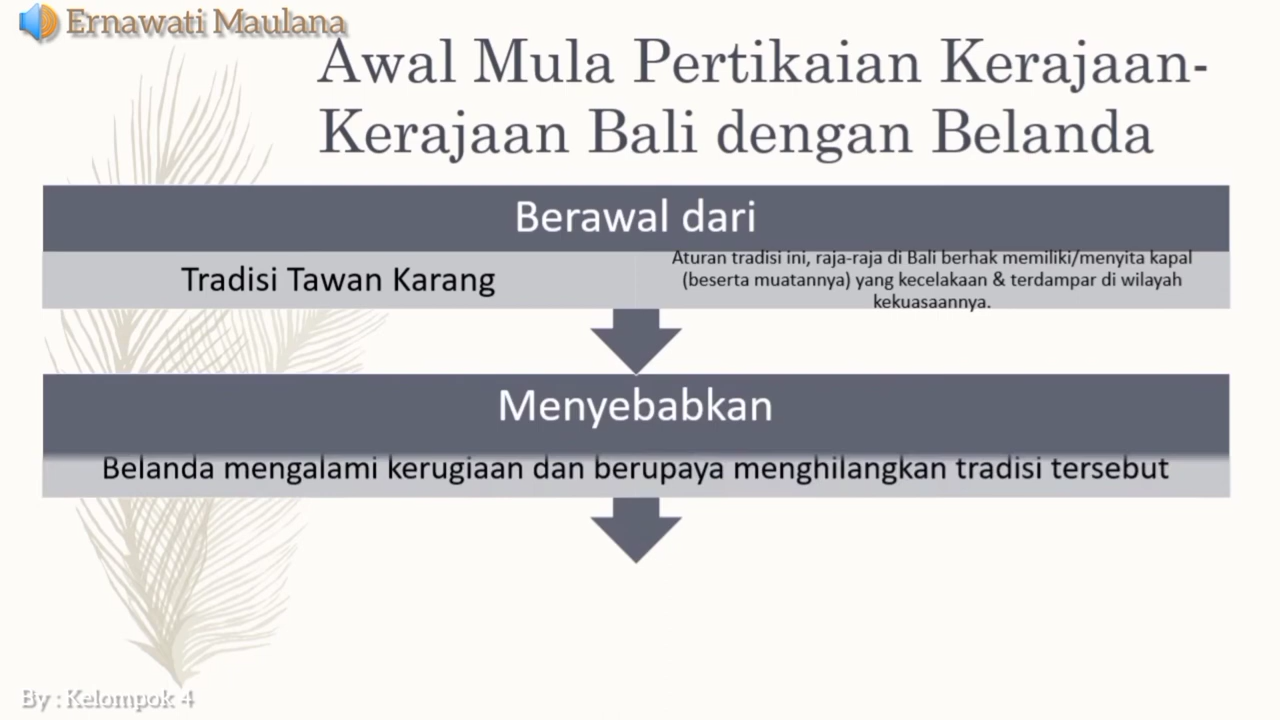 Ernawati Maulana
Awal Mula Pertikaian Kerajaan-
Kerajaan Bali dengan Belanda
Berawal dari
Tradisi Tawan Karang
Aturan tradisi ini, raja-raja di Bali berhak memiliki/menyita kapal
(beserta muatannya) yang kecelakaan & terdampar di wilayah
kekuasaannya.
Menyebabkan
Belanda mengalami kerugiaan dan berupaya menghilangkan tradisi tersebut
By : Kelompok 4